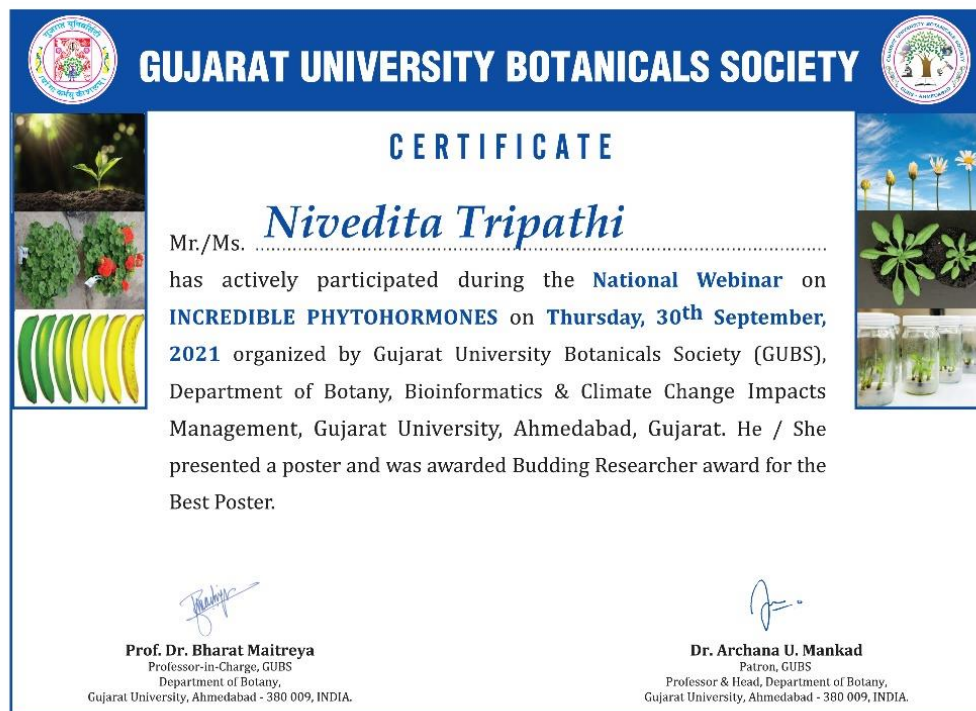 GUJARAT UNIVERSITY BOTANICALS SOCIETY
CERTIFICATE
Mr./Ms. Nivedita Tripathi
has actively participated during the National Webinar on
INCREDIBLE PHYTOHORMONES on Thursday, 30th September,
2021 organized by Gujarat University Botanicals Society (GUBS),
Department of Botany, Bioinformatics & Climate Change Impacts
Management, Gujarat University, Ahmedabad, Gujarat. He / She
presented a poster and was awarded Budding Researcher award for the
Best Poster.
Prof. Dr. Bharat Maitreya
Professor-in-Charge, GUBS
Department of Botany,
Gujarat University, Ahmedabad - 380 009, INDIA.
Dr. Archana U. Mankad
Patron, GUBS
Professor & Head, Department of Botany,
Gujarat University, Ahmedabad - 380 009, INDIA.